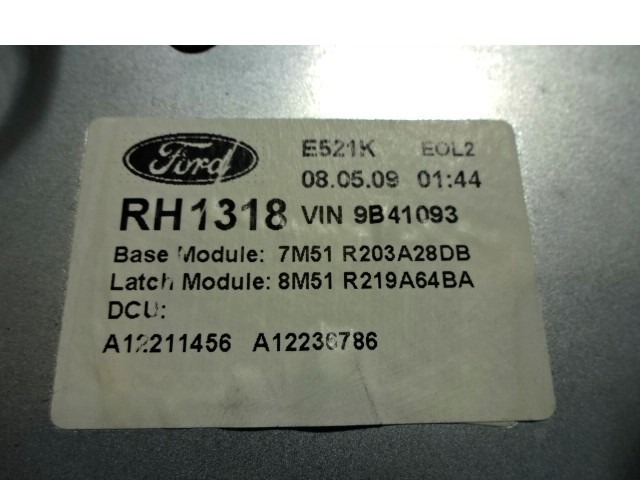 Ford E521K EOL2
08.05.09 01:44
RH1318 VIN 9B41093
Base Module: 7M51 R203A28DB
Latch Module: 8M51 R219A64BA
DCU:
A12211456 A12236786